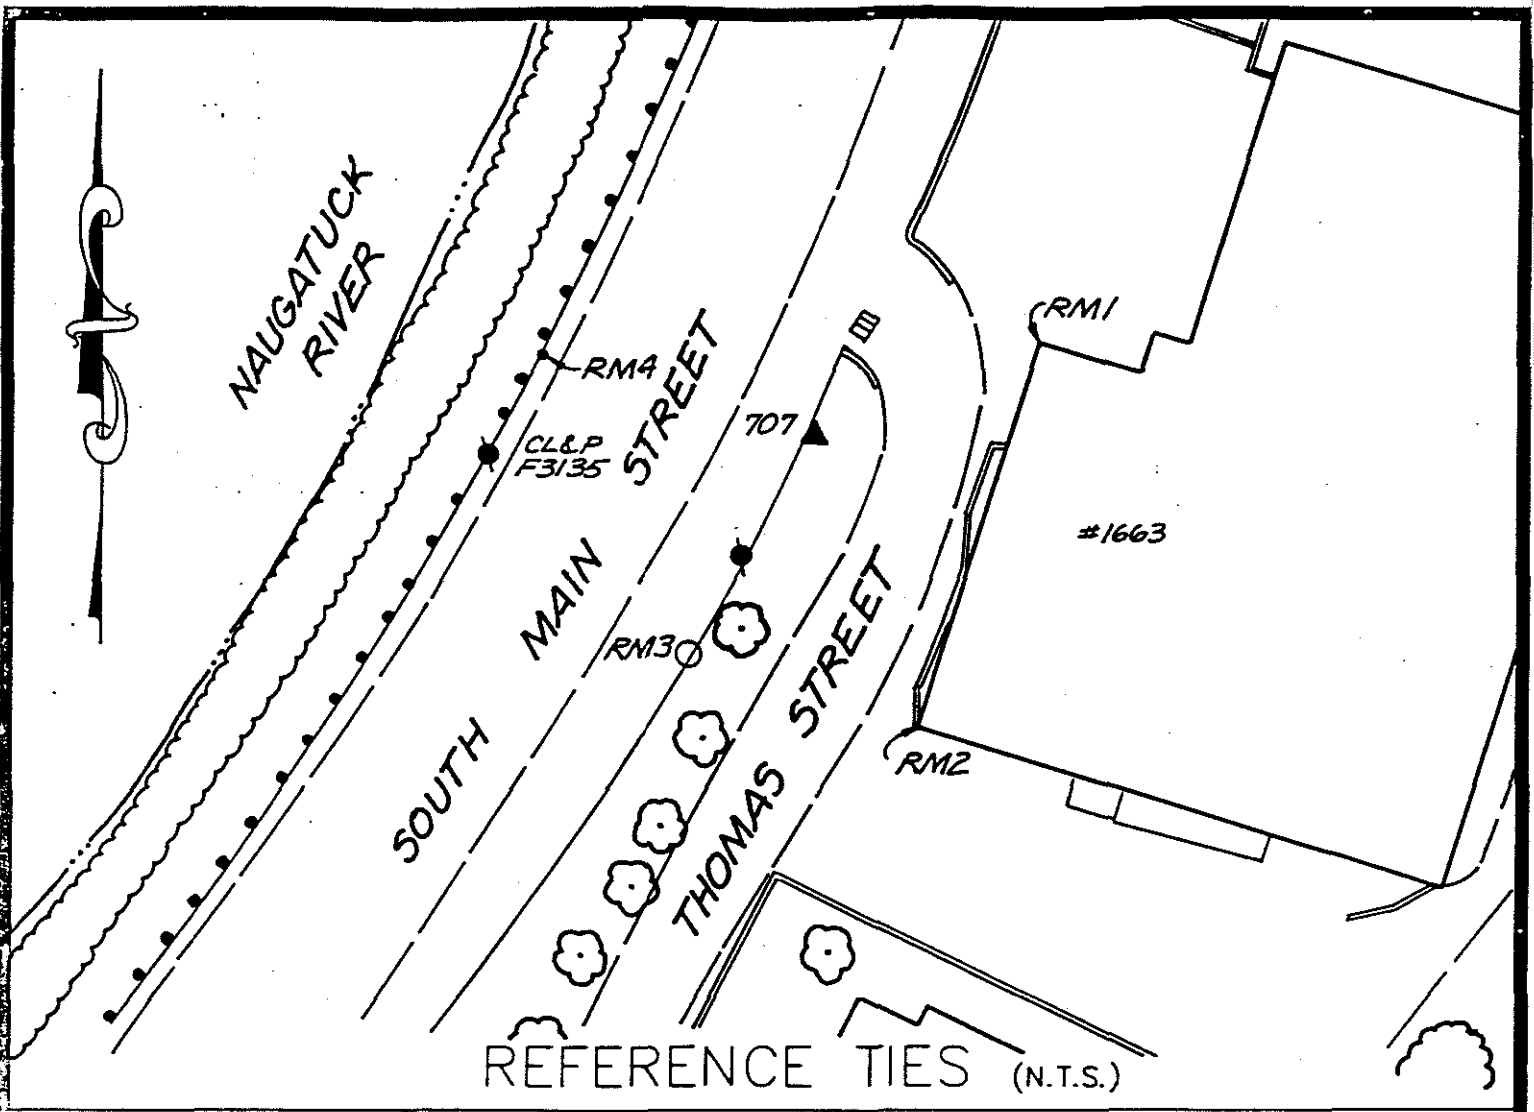 NAUGATUCK
RIVER
RM1
RM4
707
CL&P
F3135
SOUTH MAIN STREET
#1663
RM3
THOMAS STREET
RM2
REFERENCE TIES (N.T.S.)